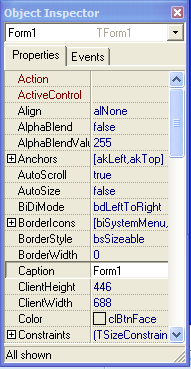 Object Inspector
Form1 TForm1
Properties Events
Action
ActiveControl
Align alNone
AlphaBlend false
AlphaBlendValu 255
Anchors [akLeft,akTop]
AutoScroll true
AutoSize false
BiDiMode bdLeftToRight
BorderIcons [biSystemMenu,
BorderStyle bsSizeable
BorderWidth 0
Caption Form1
ClientHeight 446
ClientWidth 688
Color clBtnFace
Constraints (TSizeConstrain
All shown